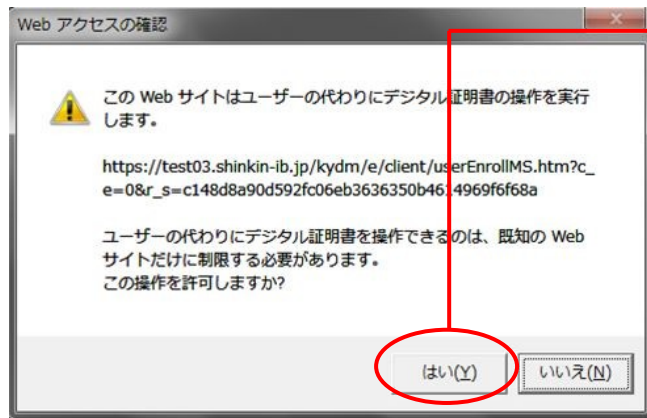 Web アクセスの確認
この Web サイトはユーザーの代わりにデジタル証明書の操作を実行
します。
https://test03.shinkin-ib.jp/kydm/e/client/userEnrollMS.htm?c_
e=0&r_s=c148d8a90d592fc06eb3636350b4614969f6f68a
ユーザーの代わりにデジタル証明書を操作できるのは、既知の Web
サイトだけに制限する必要があります。
この操作を許可しますか?
はい(Y)
いいえ(N)